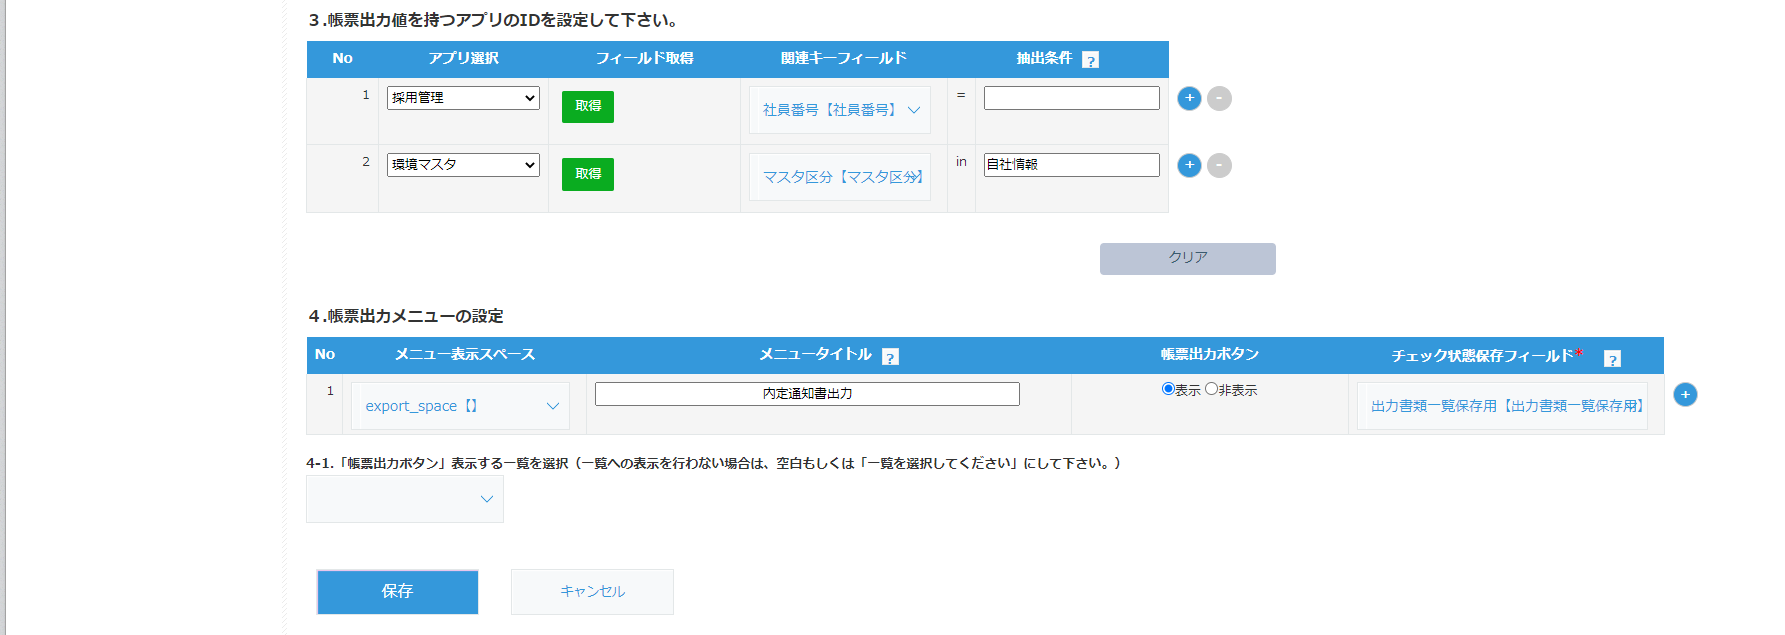 ３.帳票出力値を持つアプリのIDを設定して下さい。
No アプリ選択 フィールド取得 関連キーフィールド 抽出条件 ?
1 採用管理 取得 社員番号【社員番号】 = + -
2 環境マスタ 取得 マスタ区分【マスタ区分】 in 自社情報 + -
クリア
４.帳票出力メニューの設定
No メニュー表示スペース メニュータイトル ? 帳票出力ボタン チェック状態保存フィールド* ?
1 export_space【】 内定通知書出力 表示 非表示 出力書類一覧保存用【出力書類一覧保存用】 +
4-1.「帳票出力ボタン」表示する一覧を選択（一覧への表示を行わない場合は、空白もしくは「一覧を選択してください」にして下さい。）
保存 キャンセル